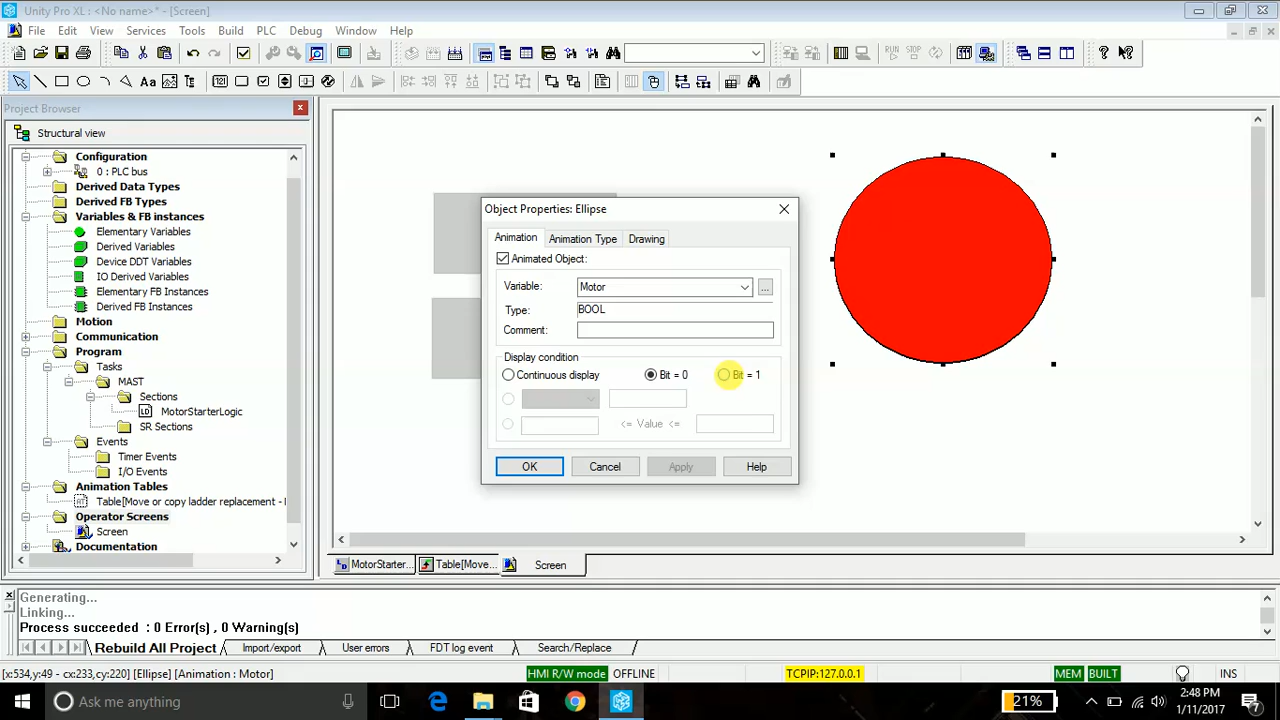 Unity Pro XL : <No name>* - [Screen]
File Edit View Services Tools Build PLC Debug Window Help
Project Browser
Structural view
Configuration
0 : PLC bus
Derived Data Types
Derived FB Types
Variables & FB instances
Elementary Variables
Derived Variables
Device DDT Variables
IO Derived Variables
Elementary FB Instances
Derived FB Instances
Motion
Communication
Program
Tasks
MAST
Sections
LD MotorStarterLogic
SR Sections
Events
Timer Events
I/O Events
Animation Tables
Table[Move or copy ladder replacement -
Operator Screens
Screen
Documentation
Object Properties: Ellipse
Animation Animation Type Drawing
Animated Object:
Variable: Motor ...
Type: BOOL
Comment:
Display condition
Continuous display Bit = 0 Bit = 1
<= Value <=
OK Cancel Apply Help
MotorStarter... Table[Move... Screen
Generating...
Linking...
Process succeeded : 0 Error(s) , 0 Warning(s)
Rebuild All Project Import/export User errors FDT log event Search/Replace
[x:534,y:49 - cx:233,cy:220] [Ellipse] [Animation : Motor] HMI R/W mode OFFLINE TCPIP:127.0.0.1 MEM BUILT INS
Ask me anything 21% 2:48 PM
1/11/2017